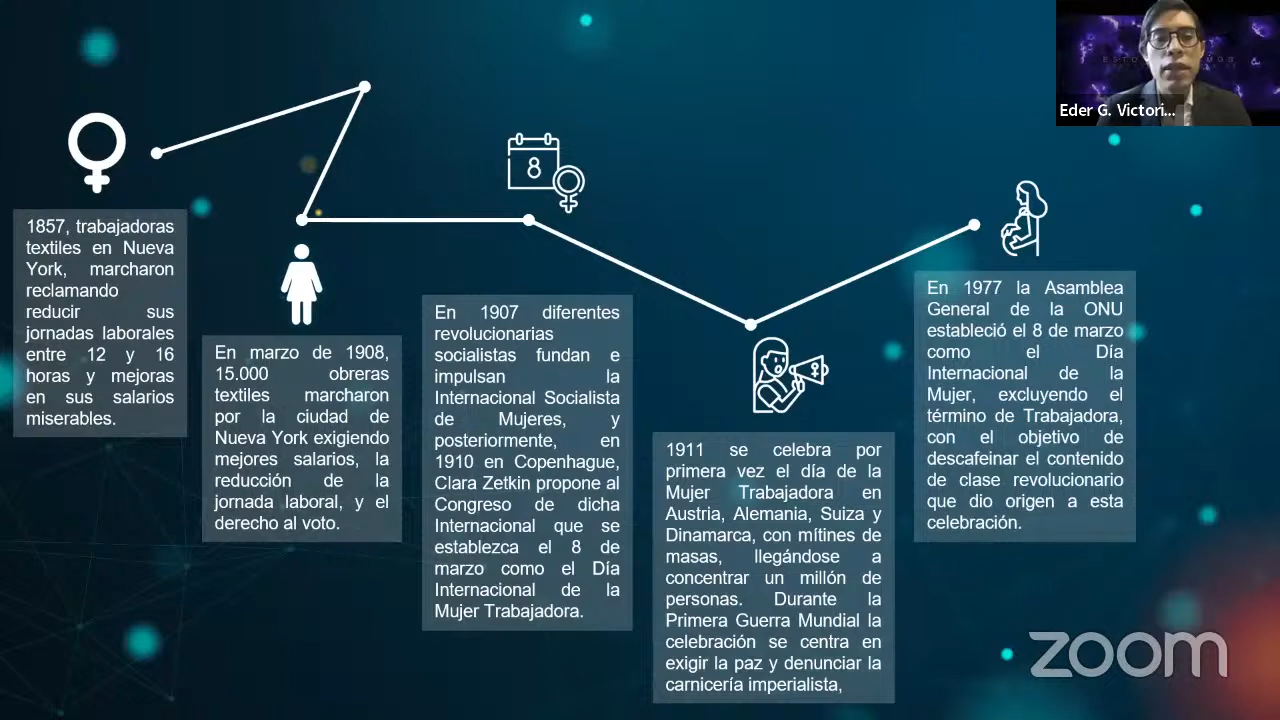 1857, trabajadoras
textiles en Nueva
York, marcharon
reclamando
reducir sus
jornadas laborales
entre 12 y 16
horas y mejoras
en sus salarios
miserables.
En marzo de 1908,
15.000 obreras
textiles marcharon
por la ciudad de
Nueva York exigiendo
mejores salarios, la
reducción de la
jornada laboral, y el
derecho al voto.
8
En 1907 diferentes
revolucionarias
socialistas fundan e
impulsan la
Internacional Socialista
de Mujeres, y
posteriormente, en
1910 en Copenhague,
Clara Zetkin propone al
Congreso de dicha
Internacional que se
establezca el 8 de
marzo como el Día
Internacional de la
Mujer Trabajadora.
1911 se celebra por
primera vez el día de la
Mujer Trabajadora en
Austria, Alemania, Suiza y
Dinamarca, con mítines de
masas, llegándose a
concentrar un millón de
personas. Durante la
Primera Guerra Mundial la
celebración se centra en
exigir la paz y denunciar la
carnicería imperialista,
En 1977 la Asamblea
General de la ONU
estableció el 8 de marzo
como el Día
Internacional de la
Mujer, excluyendo el
término de Trabajadora,
con el objetivo de
descafeinar el contenido
de clase revolucionario
que dio origen a esta
celebración.
Eder G. Victori...
zoom